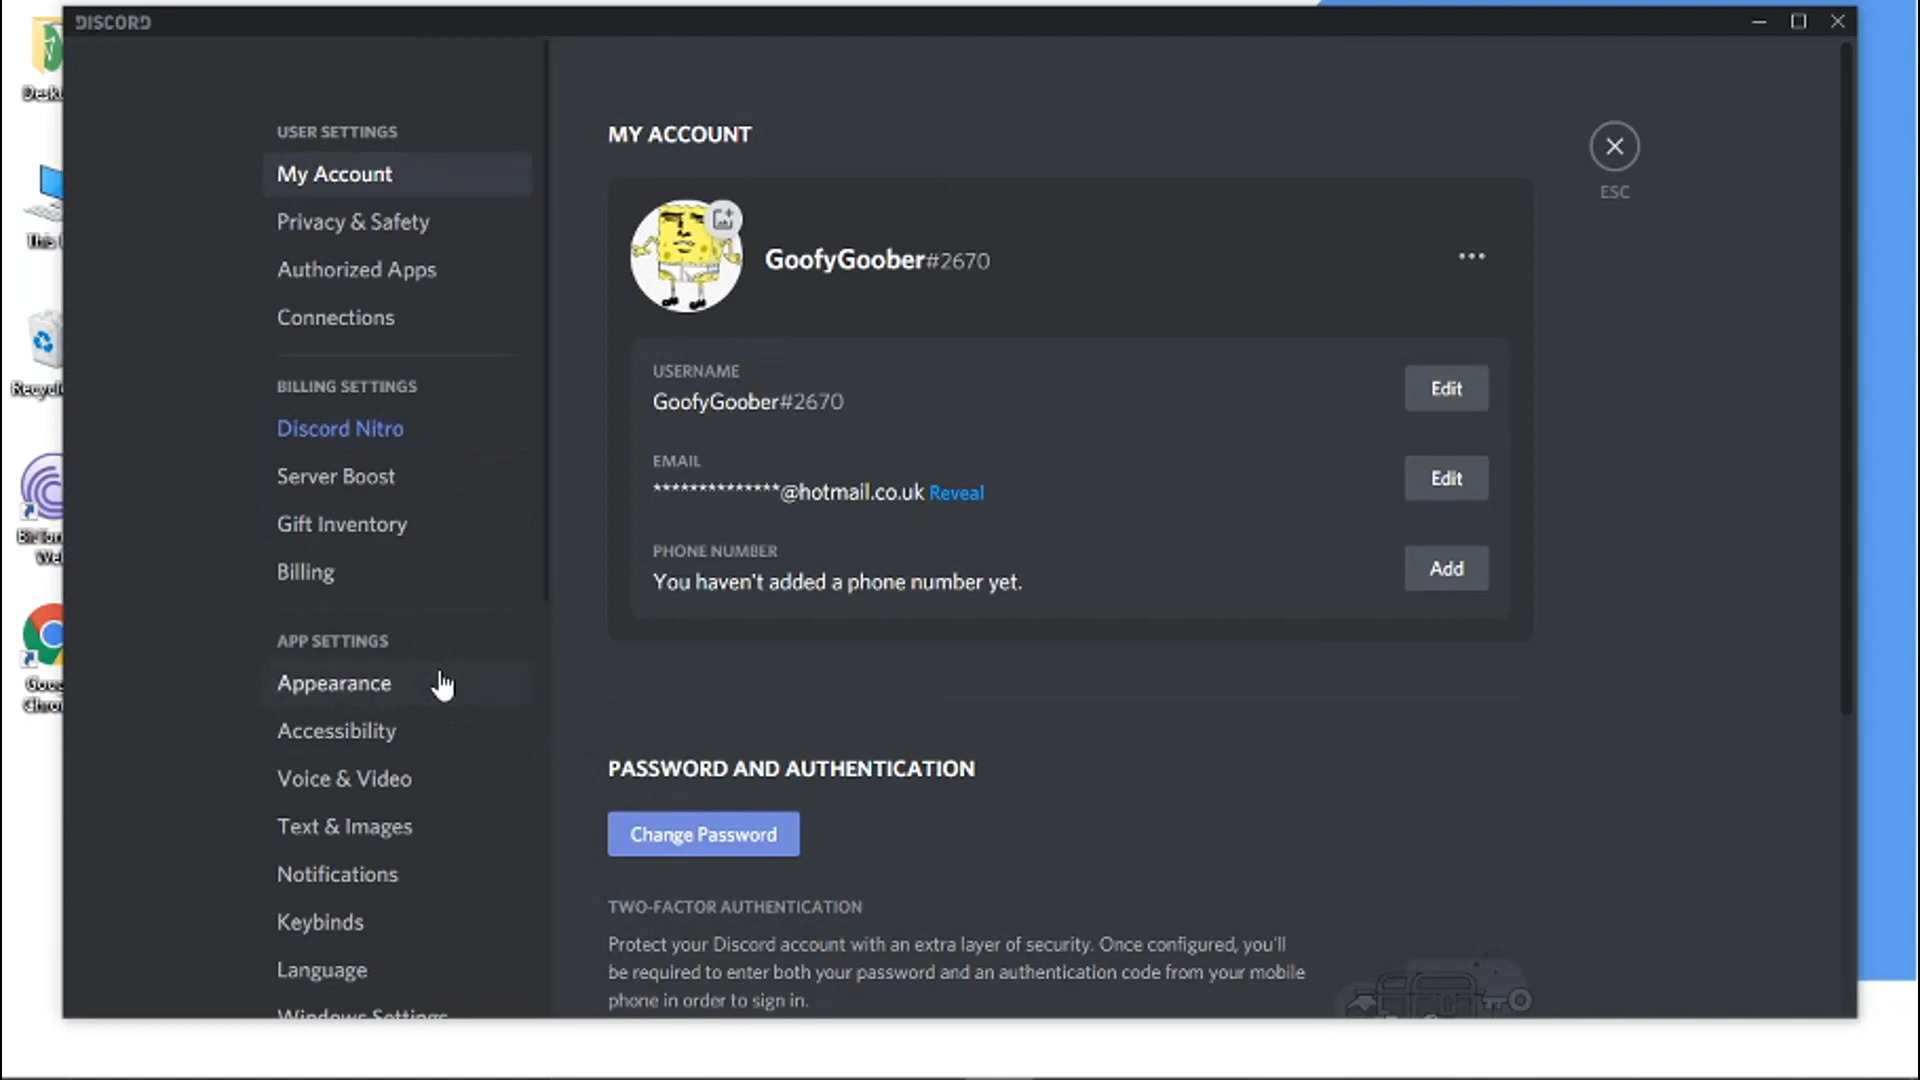 DISCORD
USER SETTINGS
My Account
Privacy & Safety
Authorized Apps
Connections
BILLING SETTINGS
Discord Nitro
Server Boost
Gift Inventory
Billing
APP SETTINGS
Appearance
Accessibility
Voice & Video
Text & Images
Notifications
Keybinds
Language
Windows Settings
MY ACCOUNT
ESC
GoofyGoober#2670
USERNAME
GoofyGoober#2670
Edit
EMAIL
**************@hotmail.co.uk Reveal
Edit
PHONE NUMBER
You haven't added a phone number yet.
Add
PASSWORD AND AUTHENTICATION
Change Password
TWO-FACTOR AUTHENTICATION
Protect your Discord account with an extra layer of security. Once configured, you'll
be required to enter both your password and an authentication code from your mobile
phone in order to sign in.
This